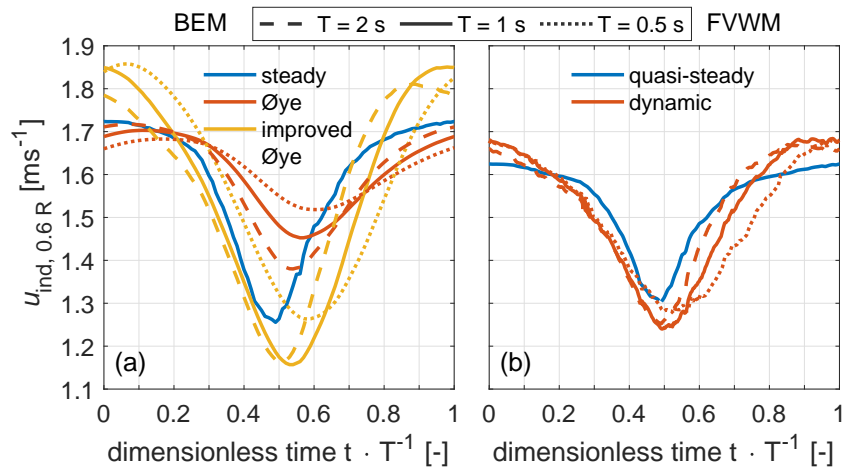 BEM T = 2 s T = 1 s T = 0.5 s FVWM
1.9
1.8
1.7
1.6
1.5
1.4
1.3
1.2
1.1
u_ind, 0.6 R [ms⁻¹]
steady
Øye
improved
Øye
(a)
0 0.2 0.4 0.6 0.8 1
dimensionless time t · T⁻¹ [-]
quasi-steady
dynamic
(b)
0 0.2 0.4 0.6 0.8 1
dimensionless time t · T⁻¹ [-]